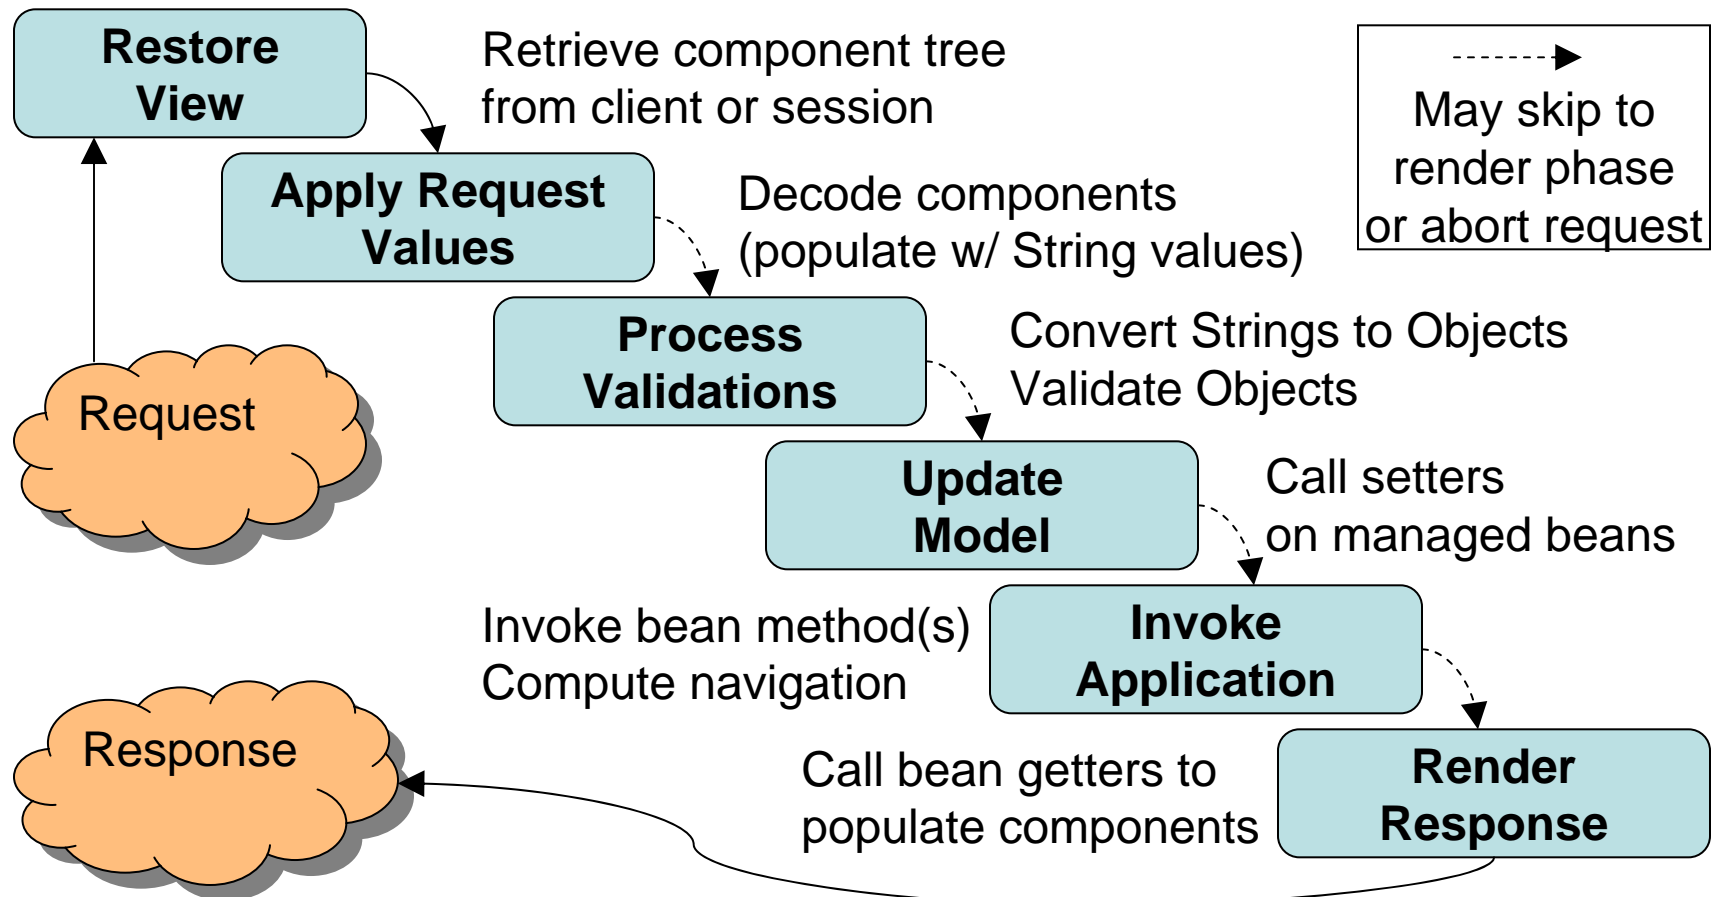 Restore
View
Retrieve component tree
from client or session
May skip to
render phase
or abort request
Apply Request
Values
Decode components
(populate w/ String values)
Process
Validations
Convert Strings to Objects
Validate Objects
Request
Update
Model
Call setters
on managed beans
Invoke bean method(s)
Compute navigation
Invoke
Application
Response
Call bean getters to
populate components
Render
Response